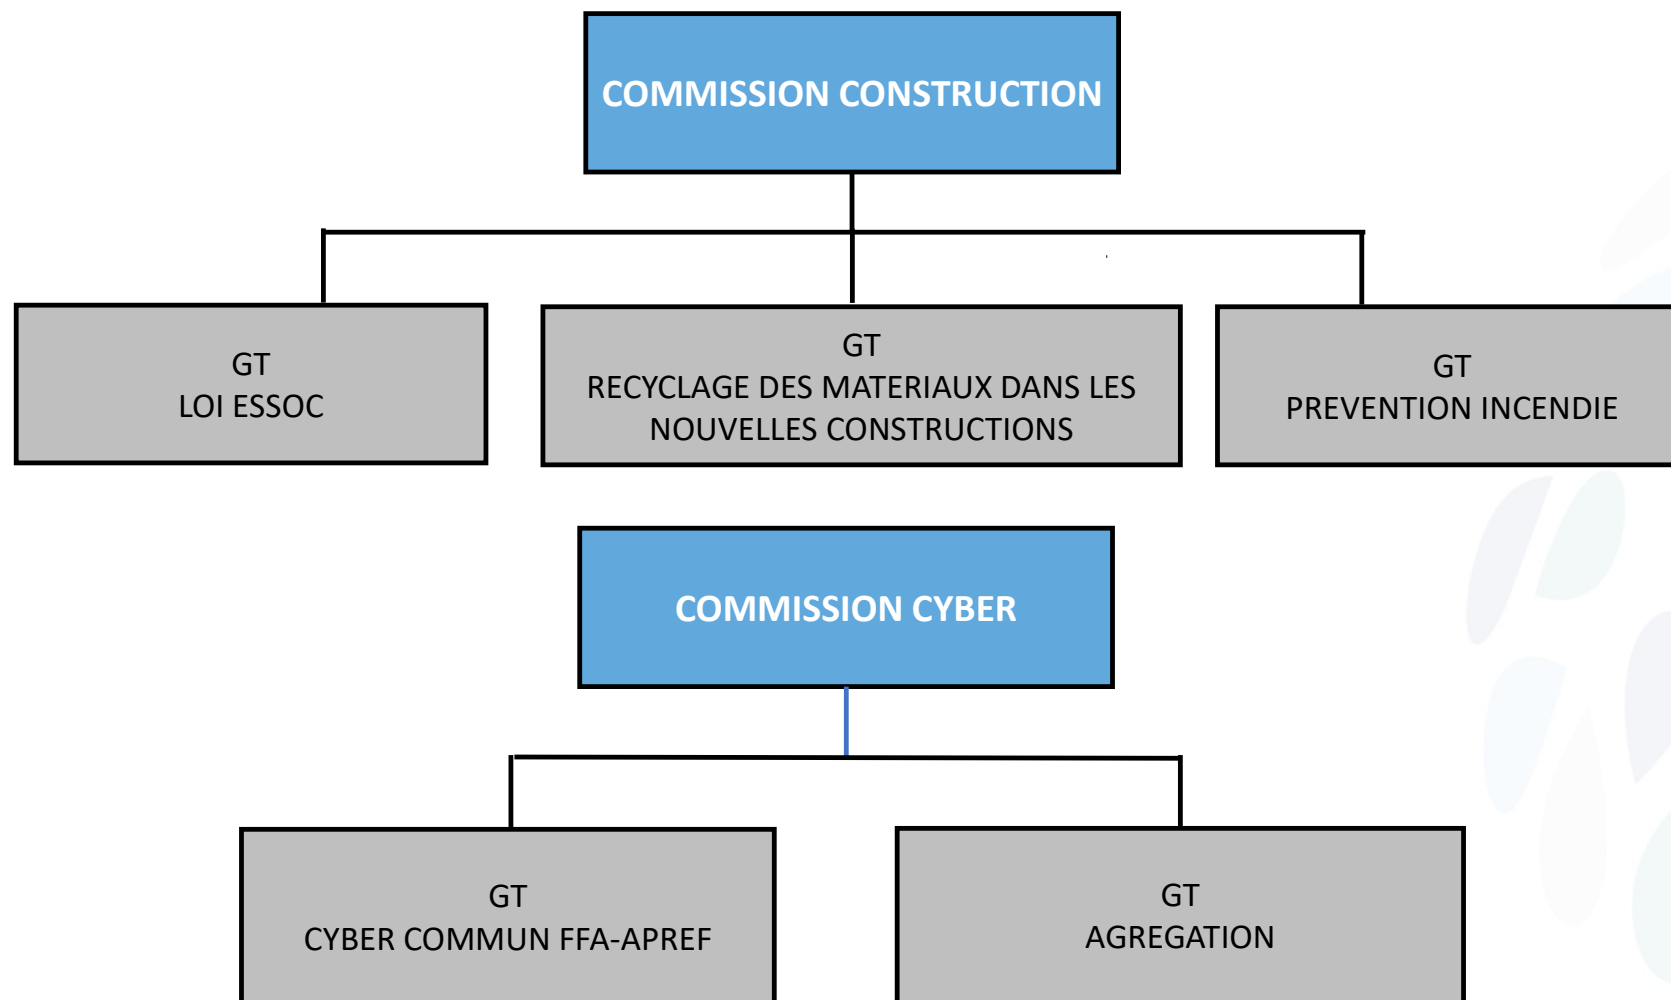 COMMISSION CONSTRUCTION
GT
LOI ESSOC
GT
RECYCLAGE DES MATERIAUX DANS LES
NOUVELLES CONSTRUCTIONS
GT
PREVENTION INCENDIE
COMMISSION CYBER
GT
CYBER COMMUN FFA-APREF
GT
AGREGATION